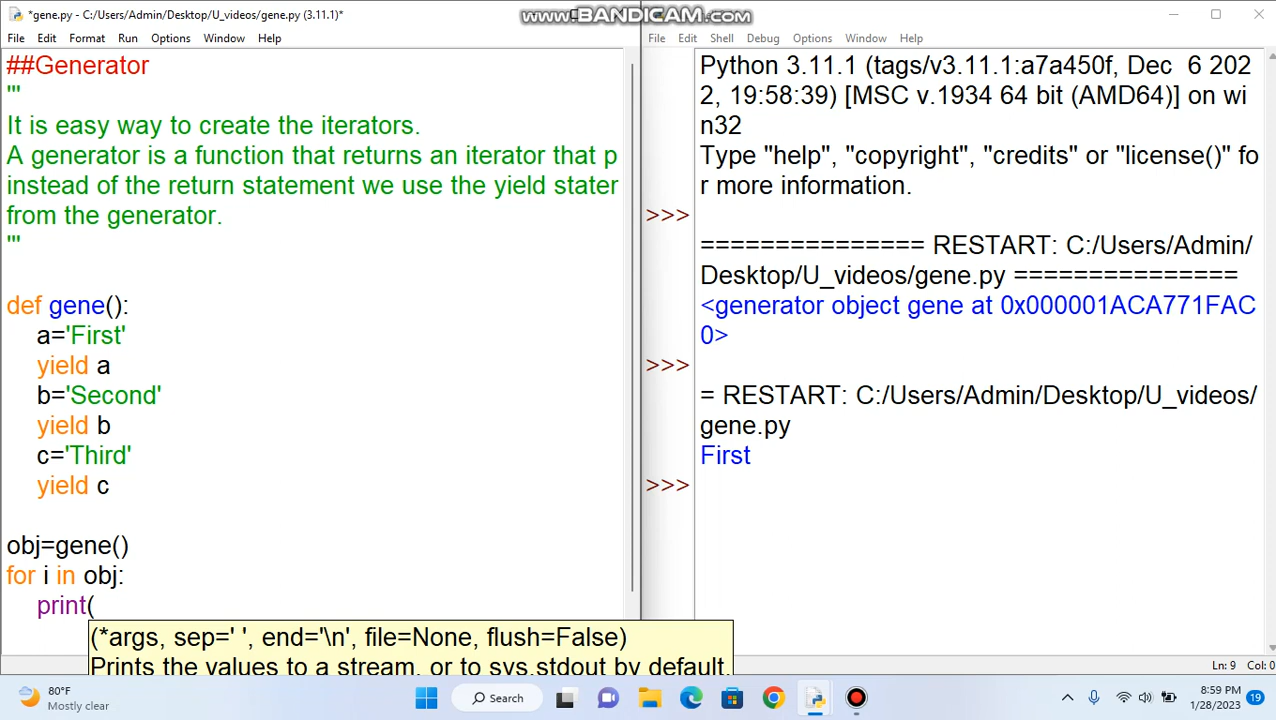 *gene.py - C:/Users/Admin/Desktop/U_videos/gene.py (3.11.1)*
www.BANDICAM.com
File Edit Format Run Options Window Help
##Generator
'''
It is easy way to create the iterators.
A generator is a function that returns an iterator that p
instead of the return statement we use the yield stater
from the generator.
'''
def gene():
a='First'
yield a
b='Second'
yield b
c='Third'
yield c
obj=gene()
for i in obj:
print(
(*args, sep=' ', end='\n', file=None, flush=False)
Prints the values to a stream, or to sys.stdout by default.
File Edit Shell Debug Options Window Help
Python 3.11.1 (tags/v3.11.1:a7a450f, Dec  6 202
2, 19:58:39) [MSC v.1934 64 bit (AMD64)] on wi
n32
Type "help", "copyright", "credits" or "license()" fo
r more information.
>>>
=============== RESTART: C:/Users/Admin/
Desktop/U_videos/gene.py ===============
<generator object gene at 0x000001ACA771FAC
0>
>>>
= RESTART: C:/Users/Admin/Desktop/U_videos/
gene.py
First
>>>
Ln: 9 Col: 0
80°F
Mostly clear
Search
8:59 PM
1/28/2023
19